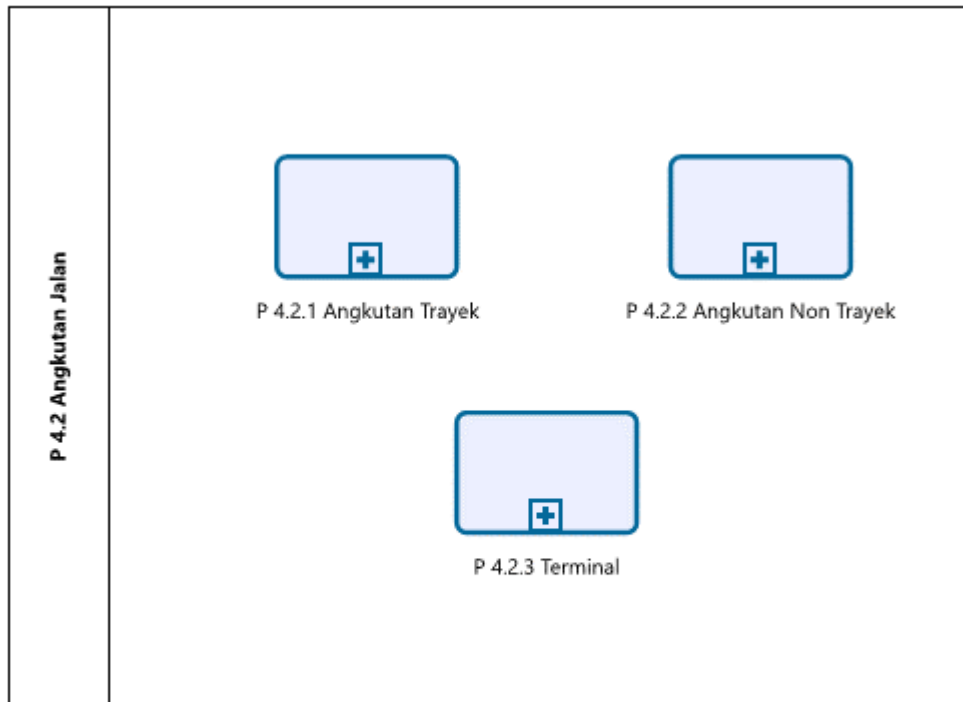 P 4.2 Angkutan Jalan
P 4.2.1 Angkutan Trayek
P 4.2.2 Angkutan Non Trayek
P 4.2.3 Terminal